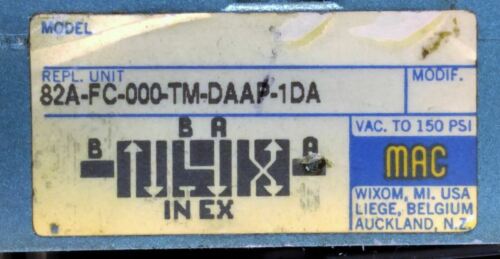 MODEL
REPL. UNIT
MODIF.
82A-FC-000-TM-DAAP-1DA
B A
B
A
IN EX
VAC. TO 150 PSI
MAC
WIXOM, MI. USA
LIEGE, BELGIUM
AUCKLAND, N.Z.